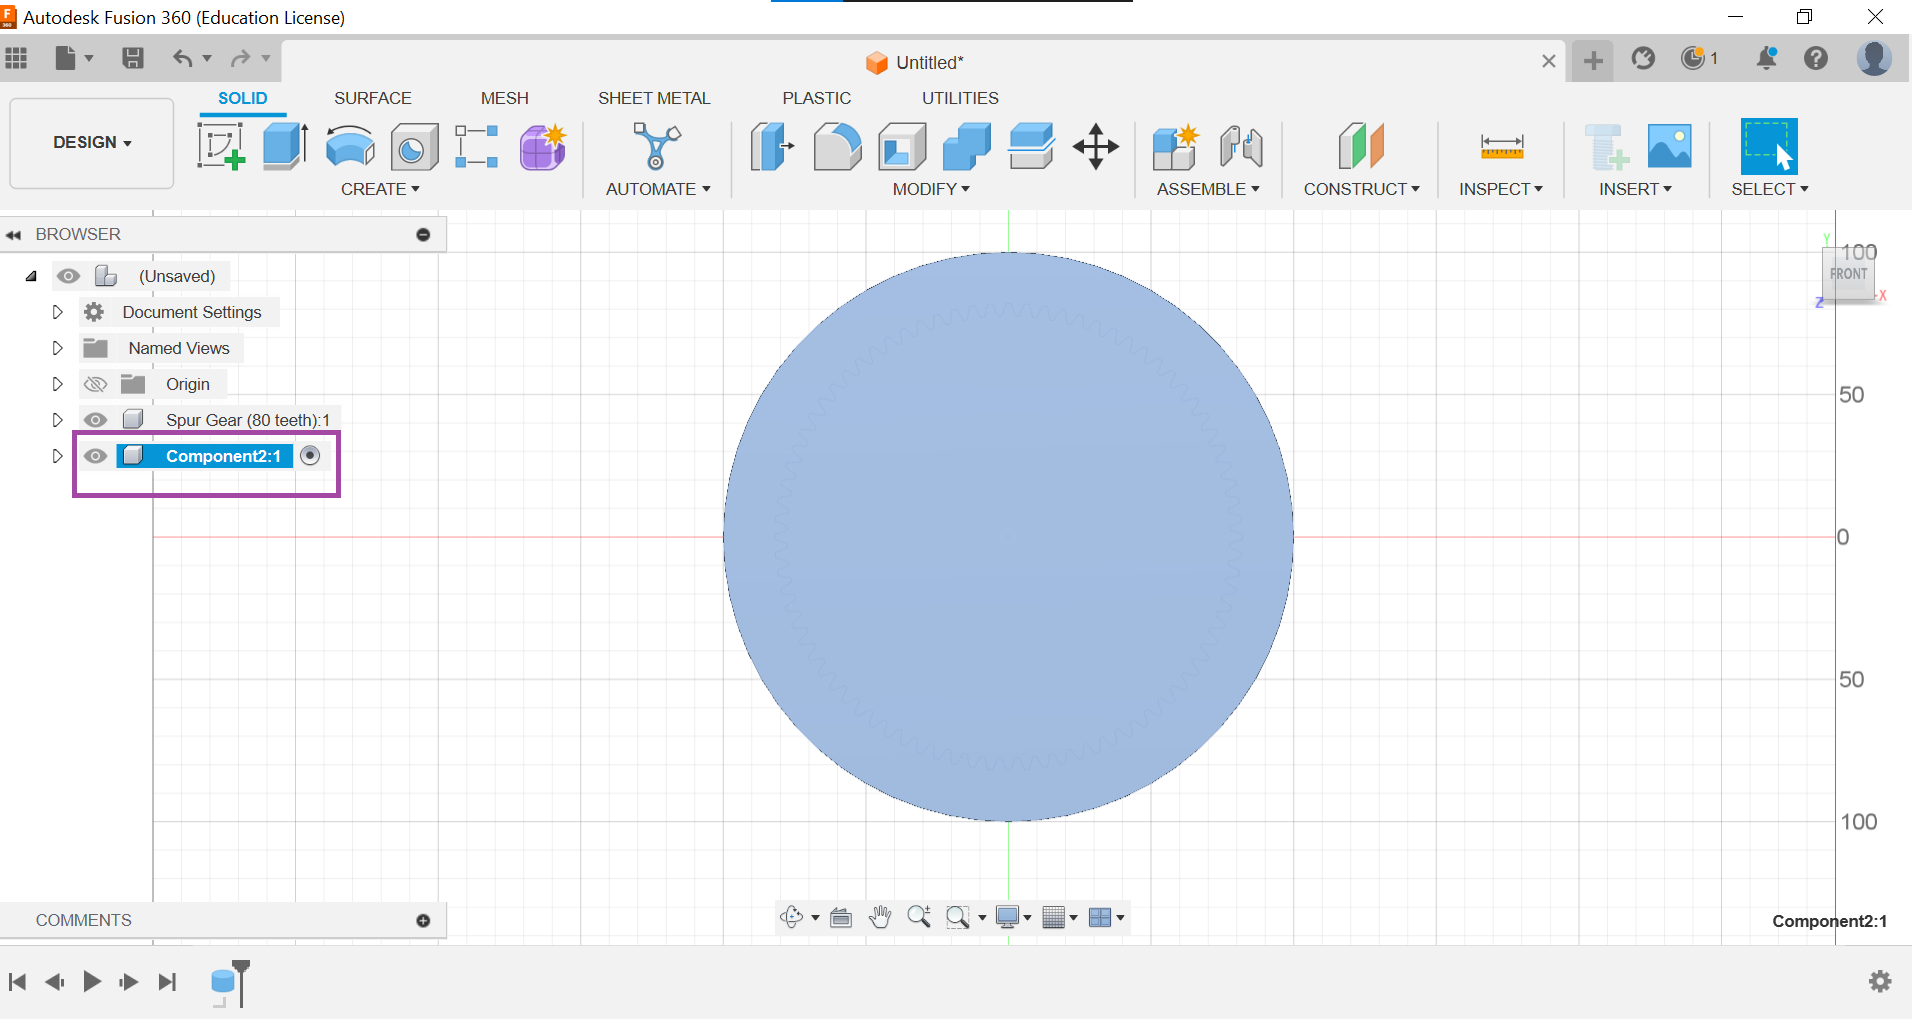 Autodesk Fusion 360 (Education License)
Untitled*
1
SOLID
SURFACE
MESH
SHEET METAL
PLASTIC
UTILITIES
DESIGN
CREATE
AUTOMATE
MODIFY
ASSEMBLE
CONSTRUCT
INSPECT
INSERT
SELECT
BROWSER
(Unsaved)
Document Settings
Named Views
Origin
Spur Gear (80 teeth):1
Component2:1
Y
100
FRONT
X
Z
50
0
50
100
COMMENTS
Component2:1